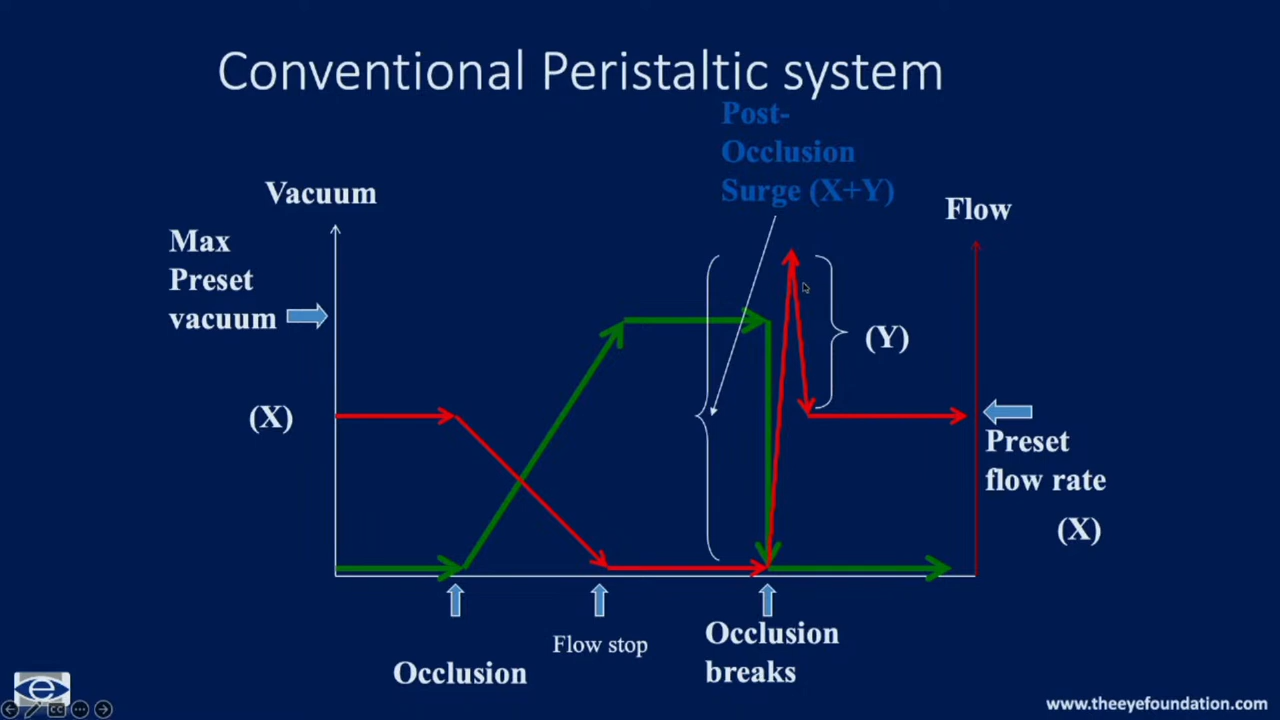 Conventional Peristaltic system
Post-
Occlusion
Surge (X+Y)
Vacuum
Flow
Max
Preset
vacuum
(Y)
(X)
Preset
flow rate
(X)
Occlusion
Flow stop
Occlusion
breaks
e
CC
www.theeyefoundation.com